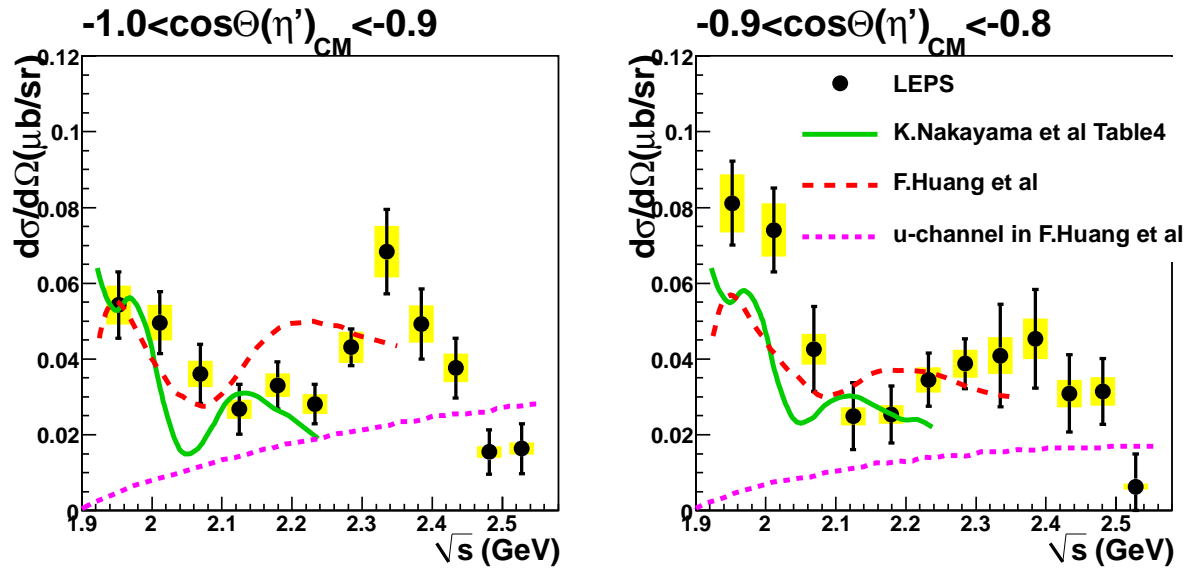 -1.0<cosΘ(η’)CM<-0.9
dσ/dΩ(μb/sr)
0.12
0.1
0.08
0.06
0.04
0.02
0
1.9 2 2.1 2.2 2.3 2.4 2.5
√s (GeV)
-0.9<cosΘ(η’)CM<-0.8
dσ/dΩ(μb/sr)
0.12
0.1
0.08
0.06
0.04
0.02
0
LEPS
K.Nakayama et al Table4
F.Huang et al
u-channel in F.Huang et al
1.9 2 2.1 2.2 2.3 2.4 2.5
√s (GeV)